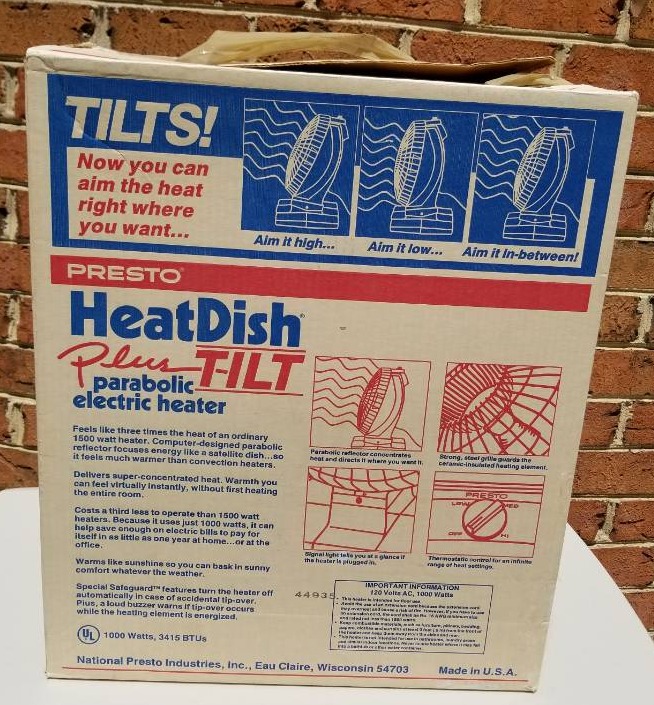 TILTS!
Now you can
aim the heat
right where
you want...
Aim it high...
Aim it low...
Aim it in-between!
PRESTO®
HeatDish®
Plus TILT
parabolic
electric heater
Feels like three times the heat of an ordinary
1500 watt heater. Computer-designed parabolic
reflector focuses energy like a satellite dish...so
it feels much warmer than convection heaters.
Delivers super-concentrated heat. Warmth you
can feel virtually instantly, without first heating
the entire room.
Costs a third less to operate than 1500 watt
heaters. Because it uses just 1000 watts, it can
help save enough on electric bills to pay for
itself in as little as one year at home...or at the
office.
Warms like sunshine so you can bask in sunny
comfort whatever the weather.
Special Safeguard™ features turn the heater off
automatically in case of accidental tip-over.
Plus, a loud buzzer warns if tip-over occurs
while the heating element is energized.
UL
1000 Watts, 3415 BTUs
Parabolic reflector concentrates
heat and directs it where you want it.
Strong, steel grille guards the
ceramic-insulated heating element.
Signal light tells you at a glance if
the heater is plugged in.
PRESTO
LOW MED
OFF HI
Thermostatic control for an infinite
range of heat settings.
44935
IMPORTANT INFORMATION
120 Volts AC, 1000 Watts
National Presto Industries, Inc., Eau Claire, Wisconsin 54703
Made in U.S.A.